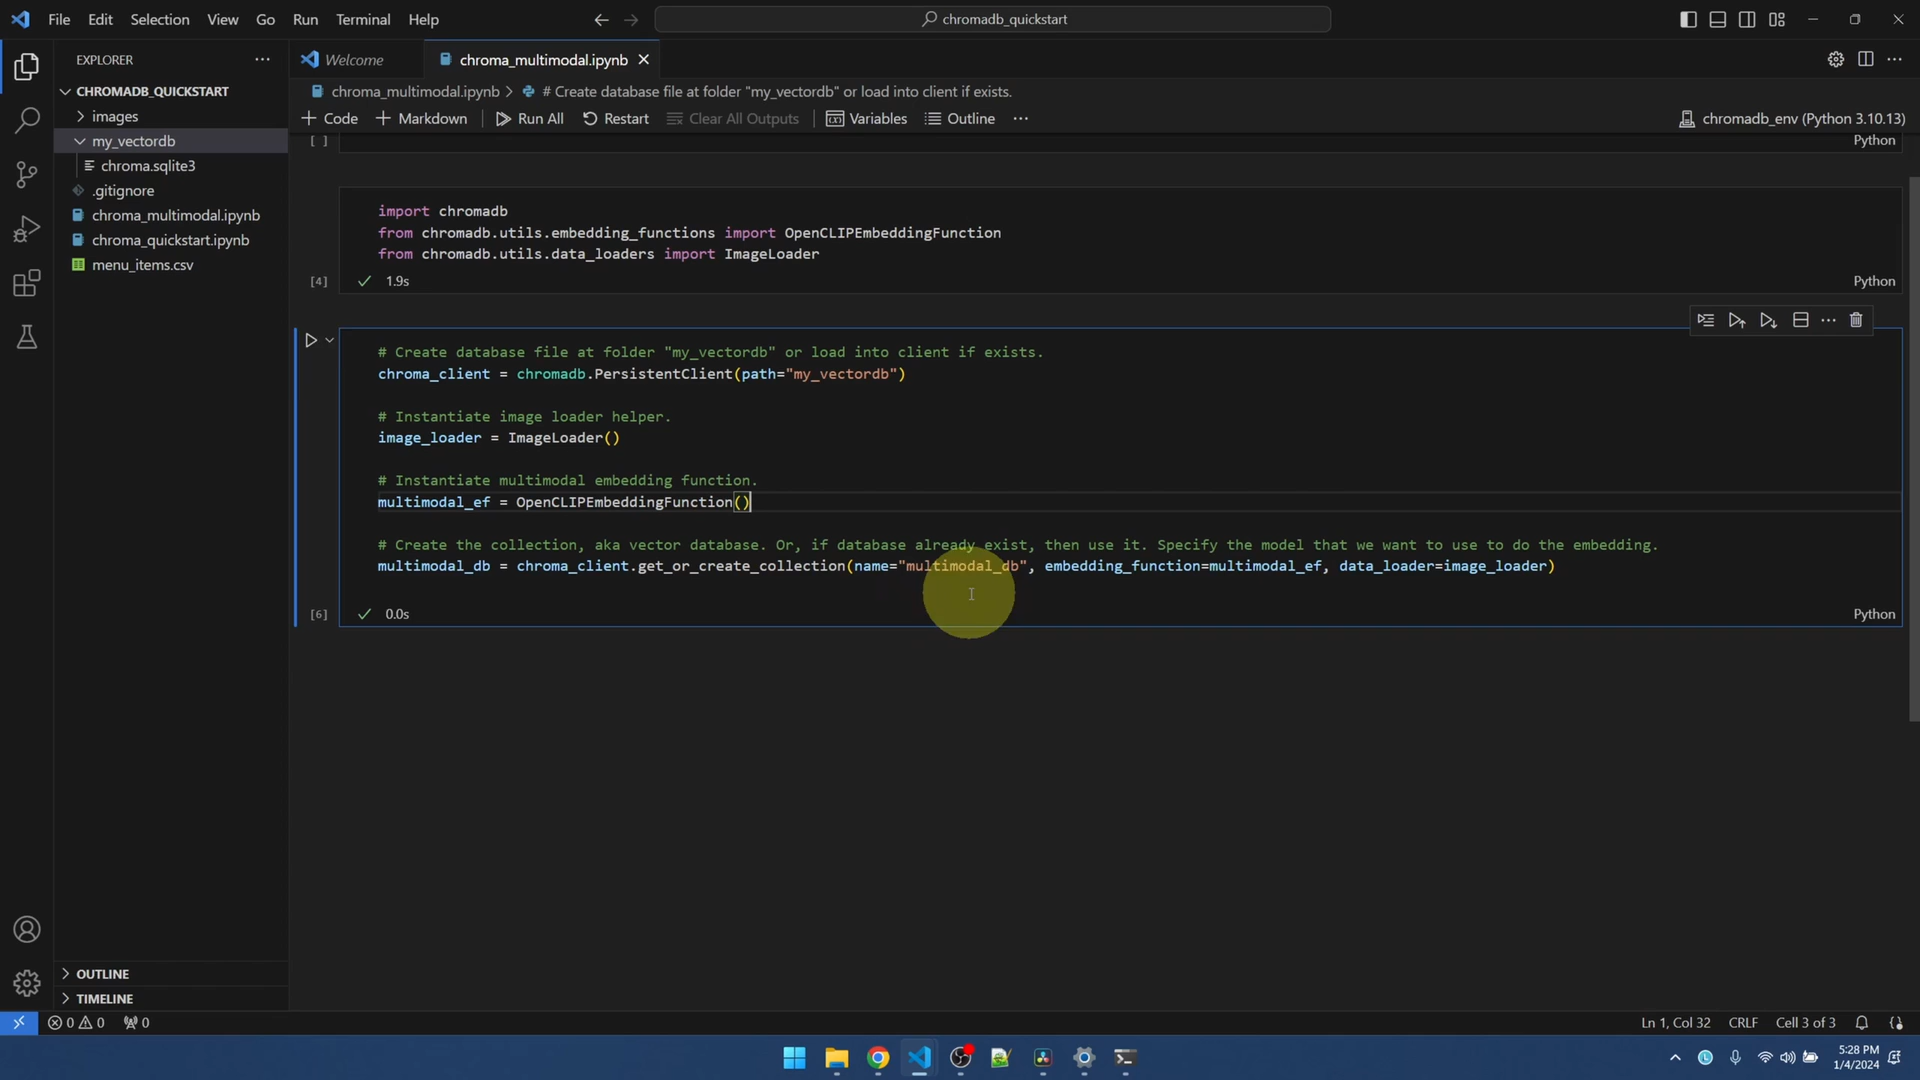 File Edit Selection View Go Run Terminal Help
chromadb_quickstart
EXPLORER
Welcome
chroma_multimodal.ipynb
CHROMADB_QUICKSTART
images
my_vectordb
chroma.sqlite3
.gitignore
chroma_multimodal.ipynb
chroma_quickstart.ipynb
menu_items.csv
OUTLINE
TIMELINE
chroma_multimodal.ipynb > # Create database file at folder "my_vectordb" or load into client if exists.
+ Code + Markdown Run All Restart Clear All Outputs Variables Outline ...
chromadb_env (Python 3.10.13)
[ ]
Python
import chromadb
from chromadb.utils.embedding_functions import OpenCLIPEmbeddingFunction
from chromadb.utils.data_loaders import ImageLoader
[4] 1.9s
Python
# Create database file at folder "my_vectordb" or load into client if exists.
chroma_client = chromadb.PersistentClient(path="my_vectordb")
# Instantiate image loader helper.
image_loader = ImageLoader()
# Instantiate multimodal embedding function.
multimodal_ef = OpenCLIPEmbeddingFunction()
# Create the collection, aka vector database. Or, if database already exist, then use it. Specify the model that we want to use to do the embedding.
multimodal_db = chroma_client.get_or_create_collection(name="multimodal_db", embedding_function=multimodal_ef, data_loader=image_loader)
[6] 0.0s
Python
0 0 0
Ln 1, Col 32 CRLF Cell 3 of 3
5:28 PM
1/4/2024